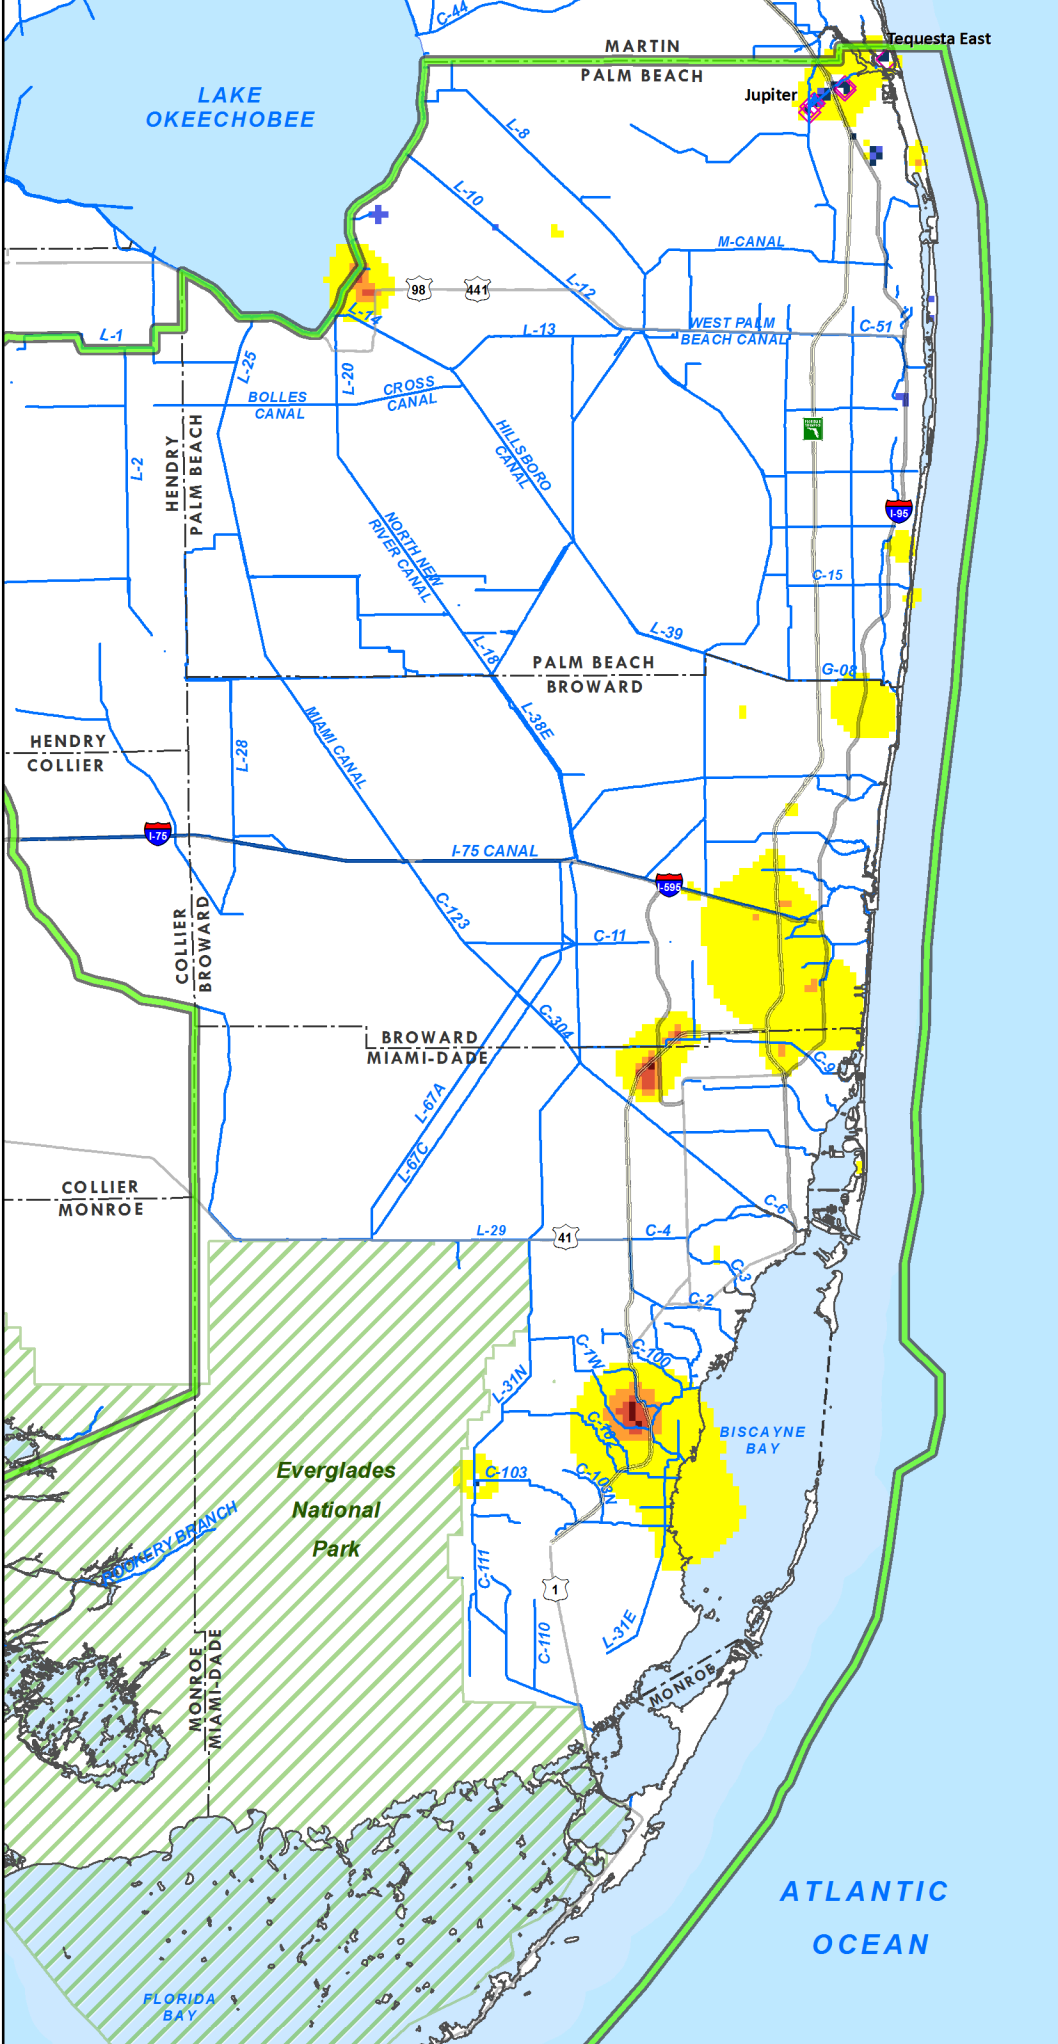 C-44
Tequesta East
MARTIN
PALM BEACH
LAKE
OKEECHOBEE
Jupiter
L-8
L-10
M-CANAL
98
441
L-12
L-14
L-13
WEST PALM
BEACH CANAL
C-51
L-1
L-25
L-20
CROSS
CANAL
BOLLES
CANAL
HENDRY
PALM BEACH
L-2
HILLSBORO
CANAL
I-95
NORTH NEW
RIVER CANAL
C-15
L-39
L-18
PALM BEACH
BROWARD
G-08
L-38E
MIAMI CANAL
L-28
HENDRY
COLLIER
I-75
I-75 CANAL
I-595
C-123
COLLIER
BROWARD
C-11
C-304
BROWARD
MIAMI-DADE
C-9
L-67A
L-67C
COLLIER
MONROE
C-6
L-29
41
C-4
C-3
C-2
C-1W
C-100
L-31N
BISCAYNE
BAY
Everglades
National
Park
C-103
C-103N
ROOKERY BRANCH
C-111
1
C-110
L-31E
MONROE
MIAMI-DADE
MONROE
ATLANTIC
OCEAN
FLORIDA
BAY